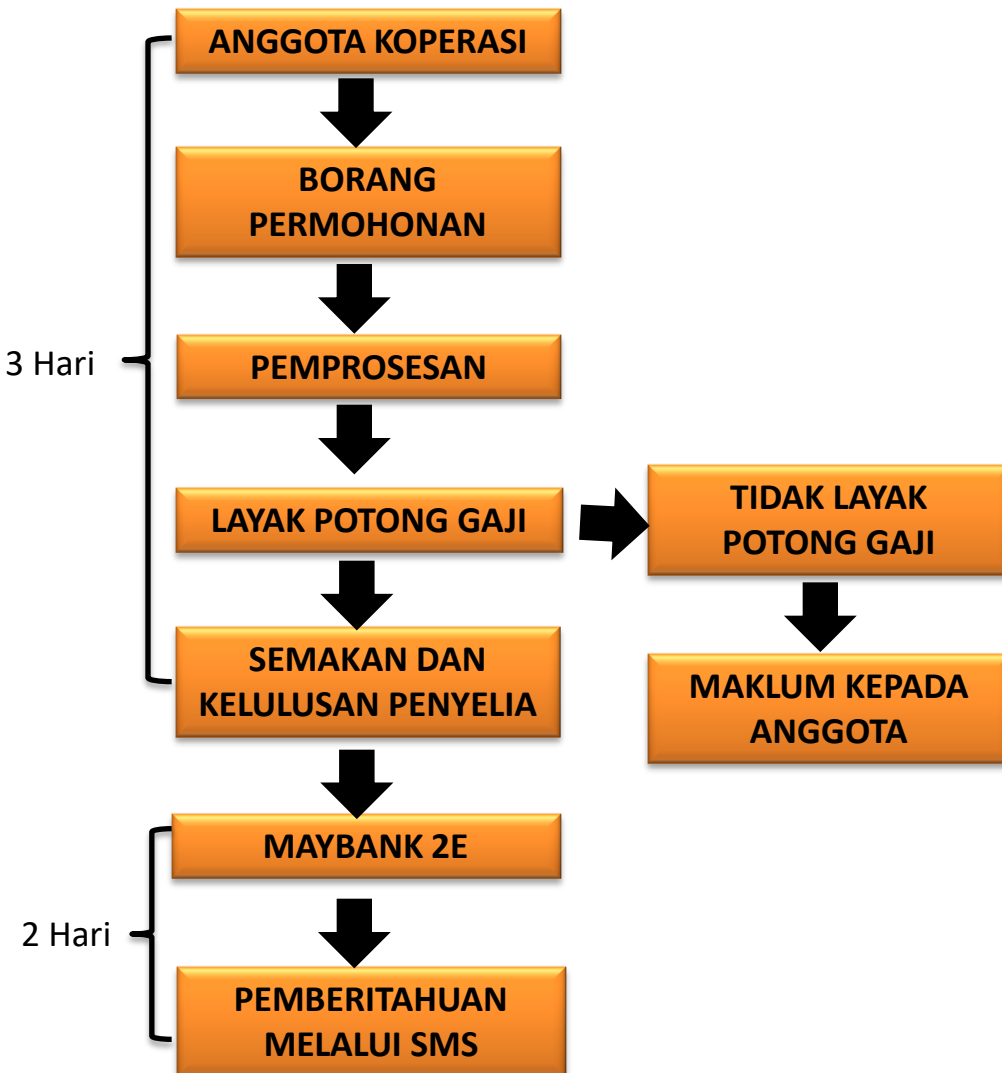 ANGGOTA KOPERASI
BORANG
PERMOHONAN
3 Hari
PEMPROSESAN
LAYAK POTONG GAJI
TIDAK LAYAK
POTONG GAJI
SEMAKAN DAN
KELULUSAN PENYELIA
MAKLUM KEPADA
ANGGOTA
MAYBANK 2E
2 Hari
PEMBERITAHUAN
MELALUI SMS